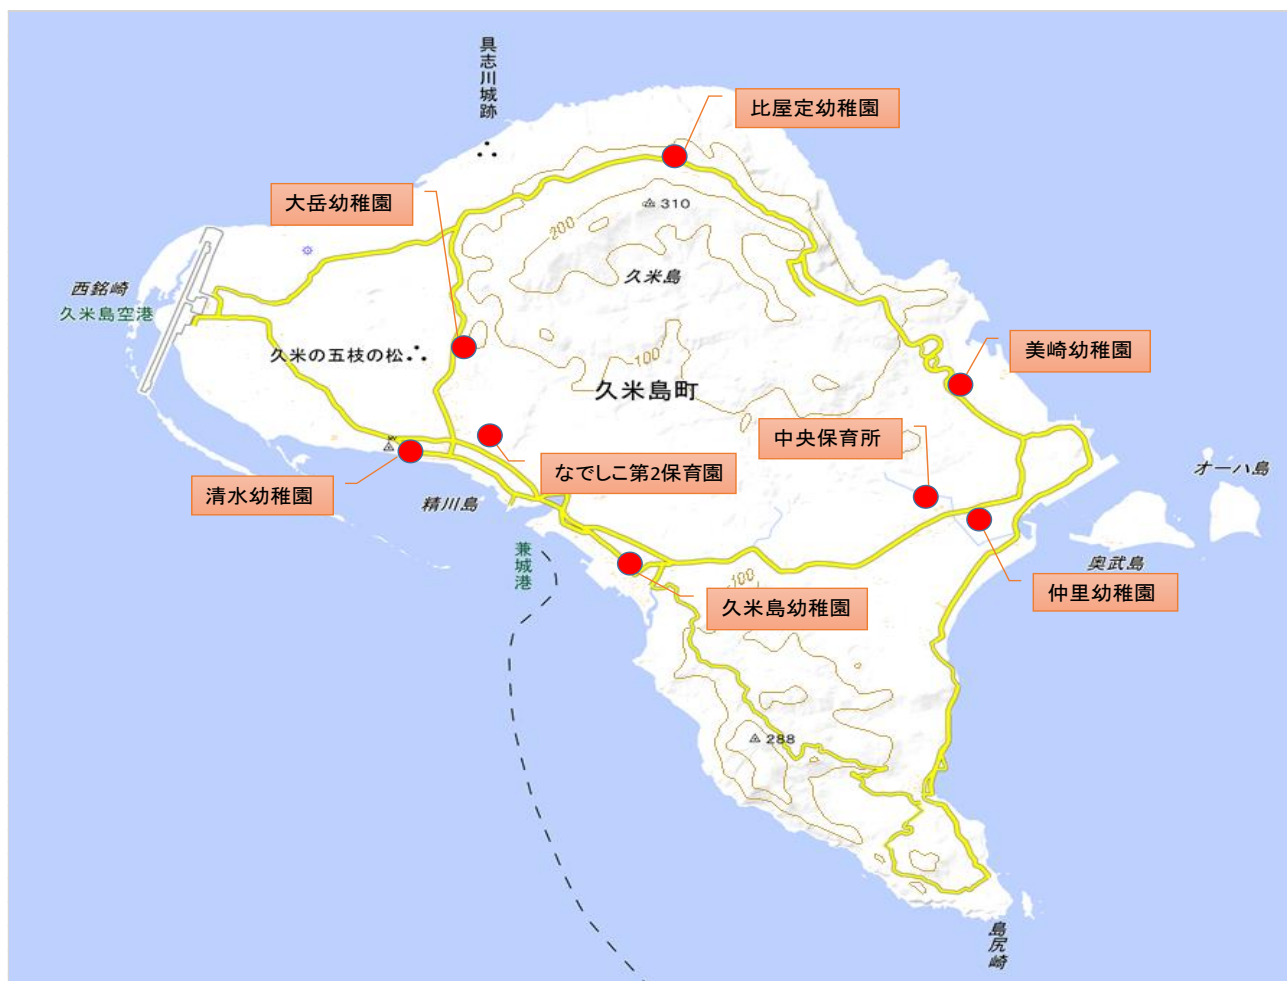 具志川城跡
比屋定幼稚園
大岳幼稚園
310
200
久米島
西銘崎
久米島空港
久米の五枝の松
100
美崎幼稚園
久米島町
中央保育所
オーハ島
なでしこ第2保育園
清水幼稚園
精川島
兼城港
奥武島
100
仲里幼稚園
久米島幼稚園
288
島尻崎